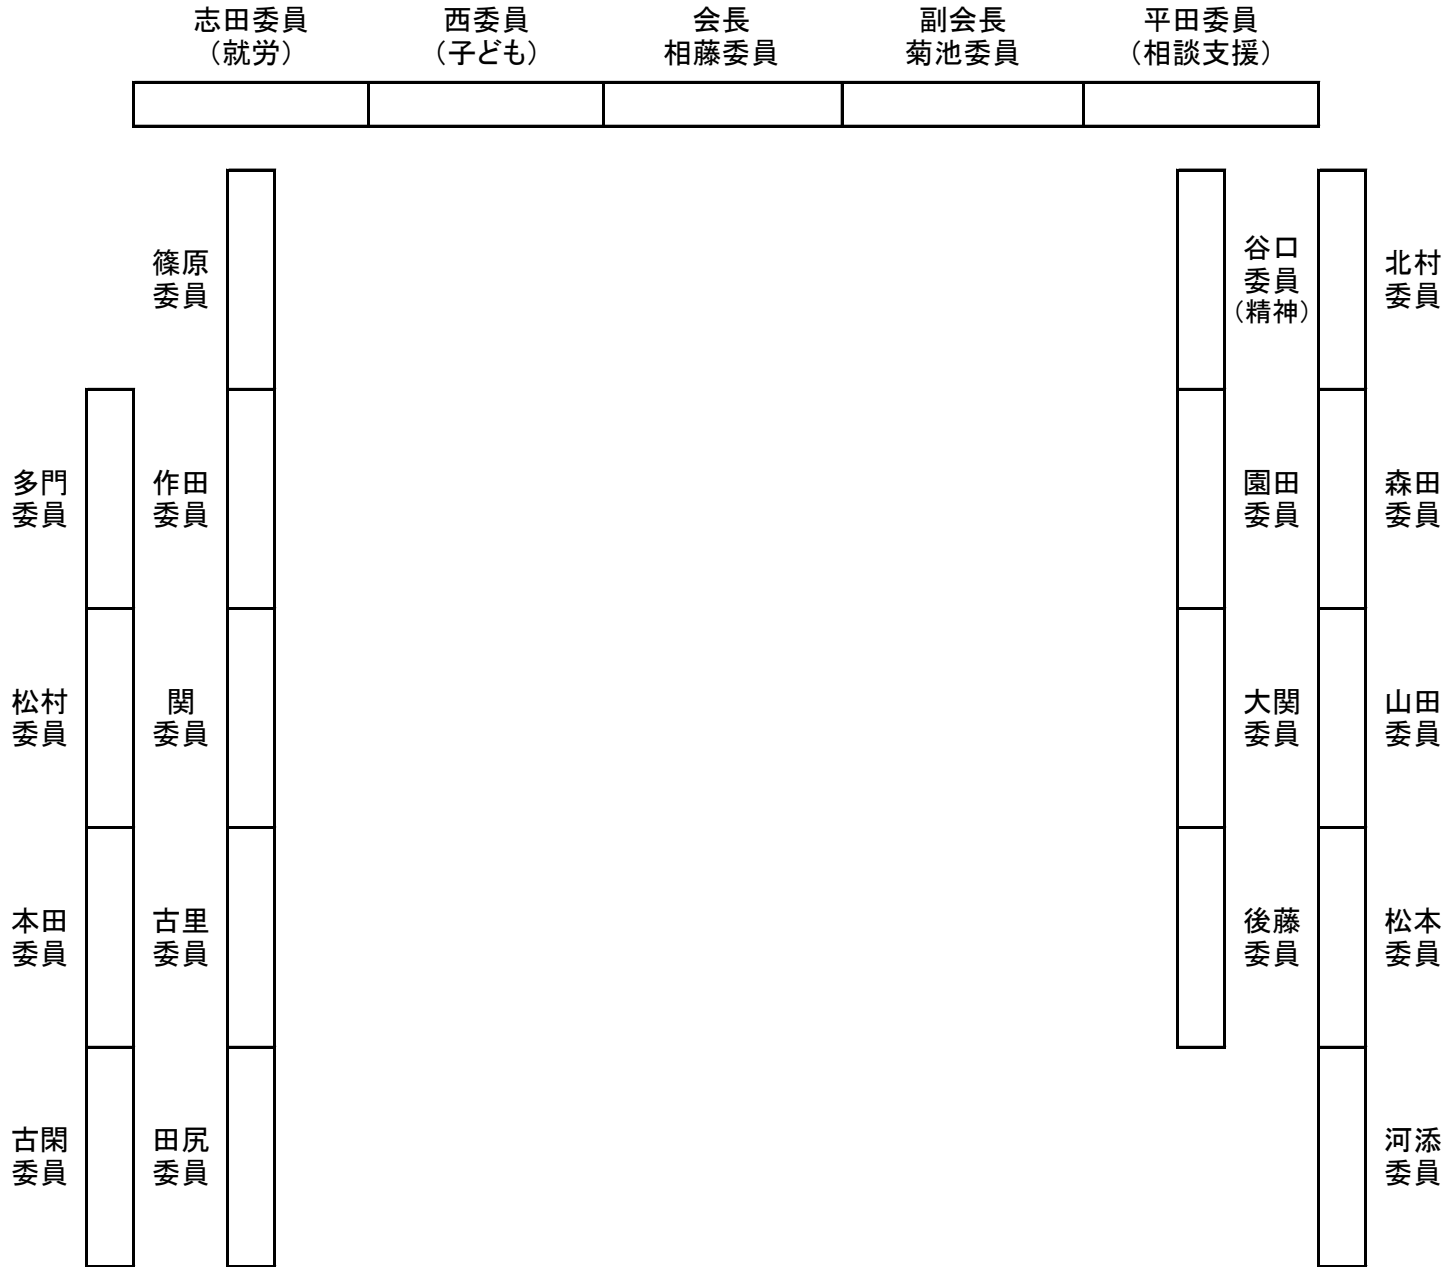 志田委員
（就労）
西委員
（子ども）
会長
相藤委員
副会長
菊池委員
平田委員
（相談支援）
篠原
委員
谷口
委員
（精神）
北村
委員
多門
委員
作田
委員
園田
委員
森田
委員
松村
委員
関
委員
大関
委員
山田
委員
本田
委員
古里
委員
後藤
委員
松本
委員
古閑
委員
田尻
委員
河添
委員